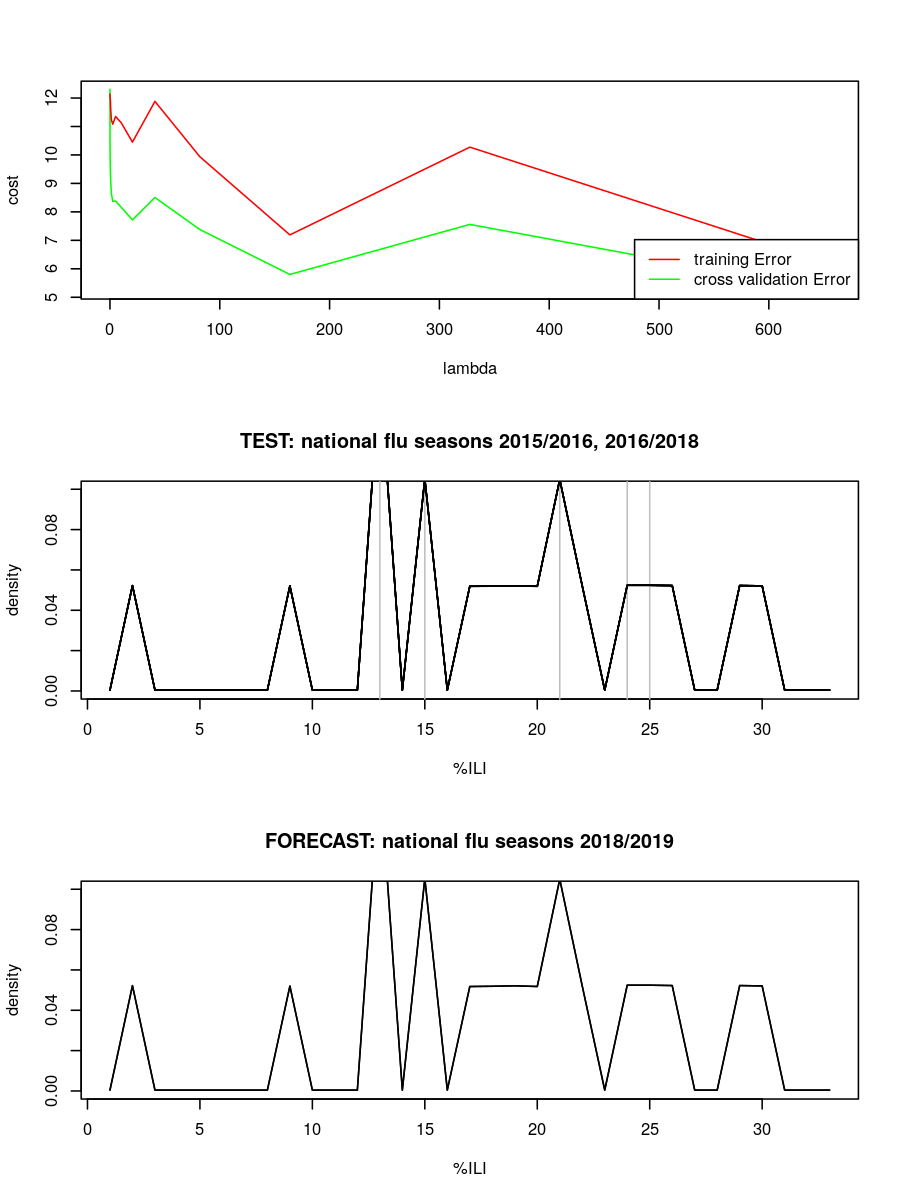 12
10
9
8
7
6
5
cost
training Error
cross validation Error
0 100 200 300 400 500 600
lambda
TEST: national flu seasons 2015/2016, 2016/2018
0.08
0.04
0.00
density
0 5 10 15 20 25 30
%ILI
FORECAST: national flu seasons 2018/2019
0.08
0.04
0.00
density
0 5 10 15 20 25 30
%ILI